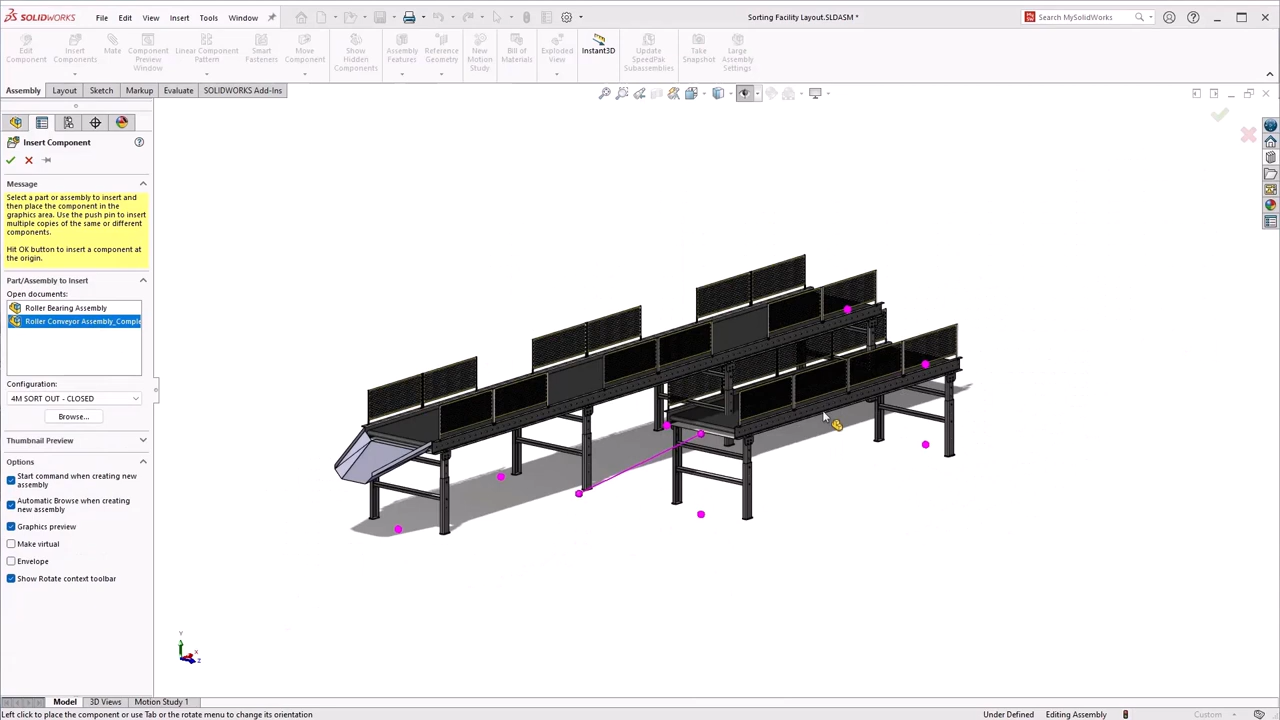 SOLIDWORKS
File
Edit
View
Insert
Tools
Window
Sorting Facility Layout.SLDASM *
Search MySolidWorks
Edit Component
Insert Components
Mate
Component Preview Window
Linear Component Pattern
Smart Fasteners
Move Component
Show Hidden Components
Assembly Features
Reference Geometry
New Motion Study
Bill of Materials
Exploded View
Instant3D
Update SpeedPak Subassemblies
Take Snapshot
Large Assembly Settings
Assembly
Layout
Sketch
Markup
Evaluate
SOLIDWORKS Add-Ins
Insert Component
Message
Select a part or assembly to insert and
then place the component in the
graphics area. Use the push pin to insert
multiple copies of the same or different
components.
Hit OK button to insert a component at
the origin.
Part/Assembly to Insert
Open documents:
Roller Bearing Assembly
Roller Conveyor Assembly_Comple
Configuration:
4M SORT OUT - CLOSED
Browse...
Thumbnail Preview
Options
Start command when creating new
assembly
Automatic Browse when creating
new assembly
Graphics preview
Make virtual
Envelope
Show Rotate context toolbar
Y
X
Z
Model
3D Views
Motion Study 1
Left click to place the component or use Tab or the rotate menu to change its orientation
Under Defined
Editing Assembly
Custom